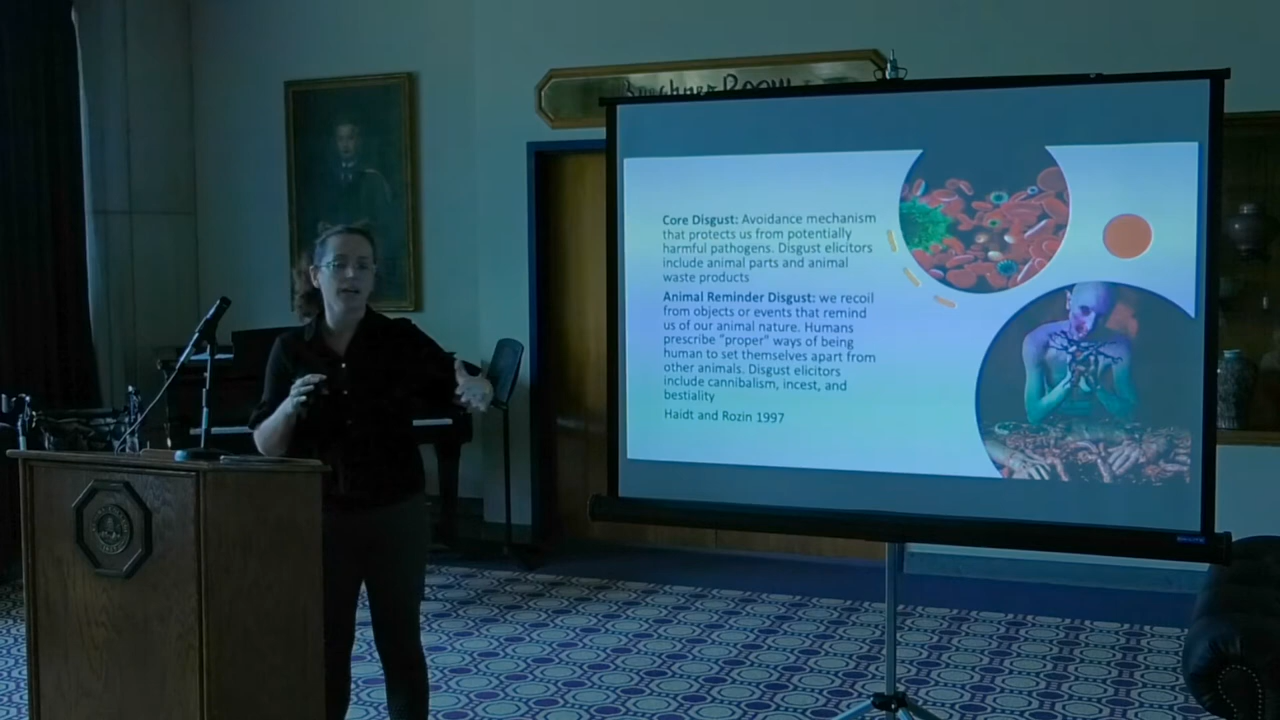 Buechner Room
Core Disgust: Avoidance mechanism
that protects us from potentially
harmful pathogens. Disgust elicitors
include animal parts and animal
waste products
Animal Reminder Disgust: we recoil
from objects or events that remind
us of our animal nature. Humans
prescribe “proper” ways of being
human to set themselves apart from
other animals. Disgust elicitors
include cannibalism, incest, and
bestiality
Haidt and Rozin 1997